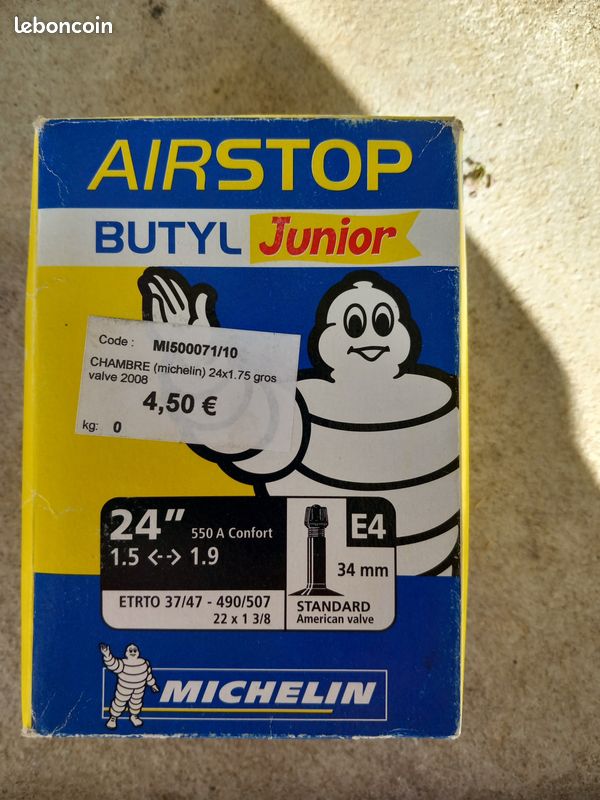 leboncoin
AIRSTOP
BUTYL Junior
Code : MI500071/10
CHAMBRE (michelin) 24x1.75 gros
valve 2008
4,50 €
kg: 0
24” 550 A Confort
1.5 <--> 1.9
ETRTO 37/47 - 490/507
22 x 1 3/8
E4
34 mm
STANDARD
American valve
MICHELIN